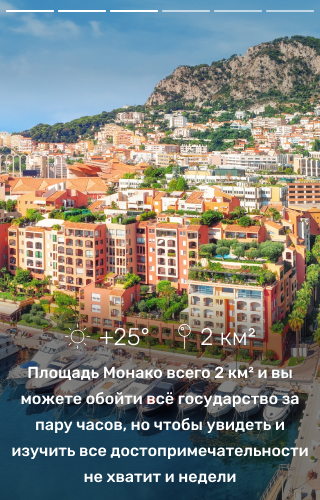 +25° 2 км²
Площадь Монако всего 2 км² и вы
можете обойти всё государство за
пару часов, но чтобы увидеть и
изучить все достопримечательности
не хватит и недели